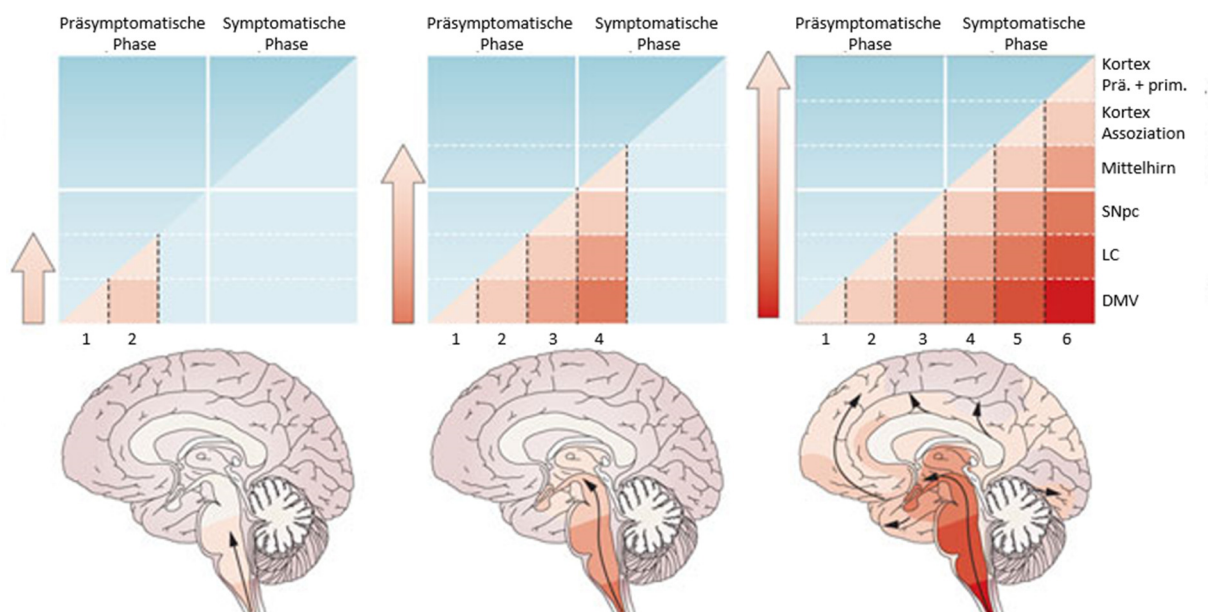 Präsymptomatische Phase
Symptomatische Phase
Präsymptomatische Phase
Symptomatische Phase
Präsymptomatische Phase
Symptomatische Phase
Kortex
Prä. + prim.
Kortex
Assoziation
Mittelhirn
SNpc
LC
DMV
1 2
1 2 3 4
1 2 3 4 5 6